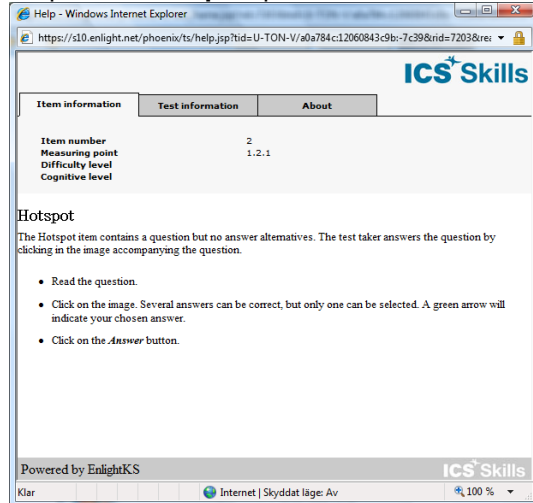 Help - Windows Internet Explorer
https://s10.enlight.net/phoenix/ts/help.jsp?tid=U-TON-V/a0a784c:12060843c9b:-7c39&rid=7203&rea
ICS Skills
Item information Test information About
Item number 2
Measuring point 1.2.1
Difficulty level
Cognitive level
Hotspot
The Hotspot item contains a question but no answer alternatives. The test taker answers the question by
clicking in the image accompanying the question.
• Read the question.
• Click on the image. Several answers can be correct, but only one can be selected. A green arrow will
indicate your chosen answer.
• Click on the Answer button.
Powered by EnlightKS ICS Skills
Klar Internet | Skyddat läge: Av 100 %